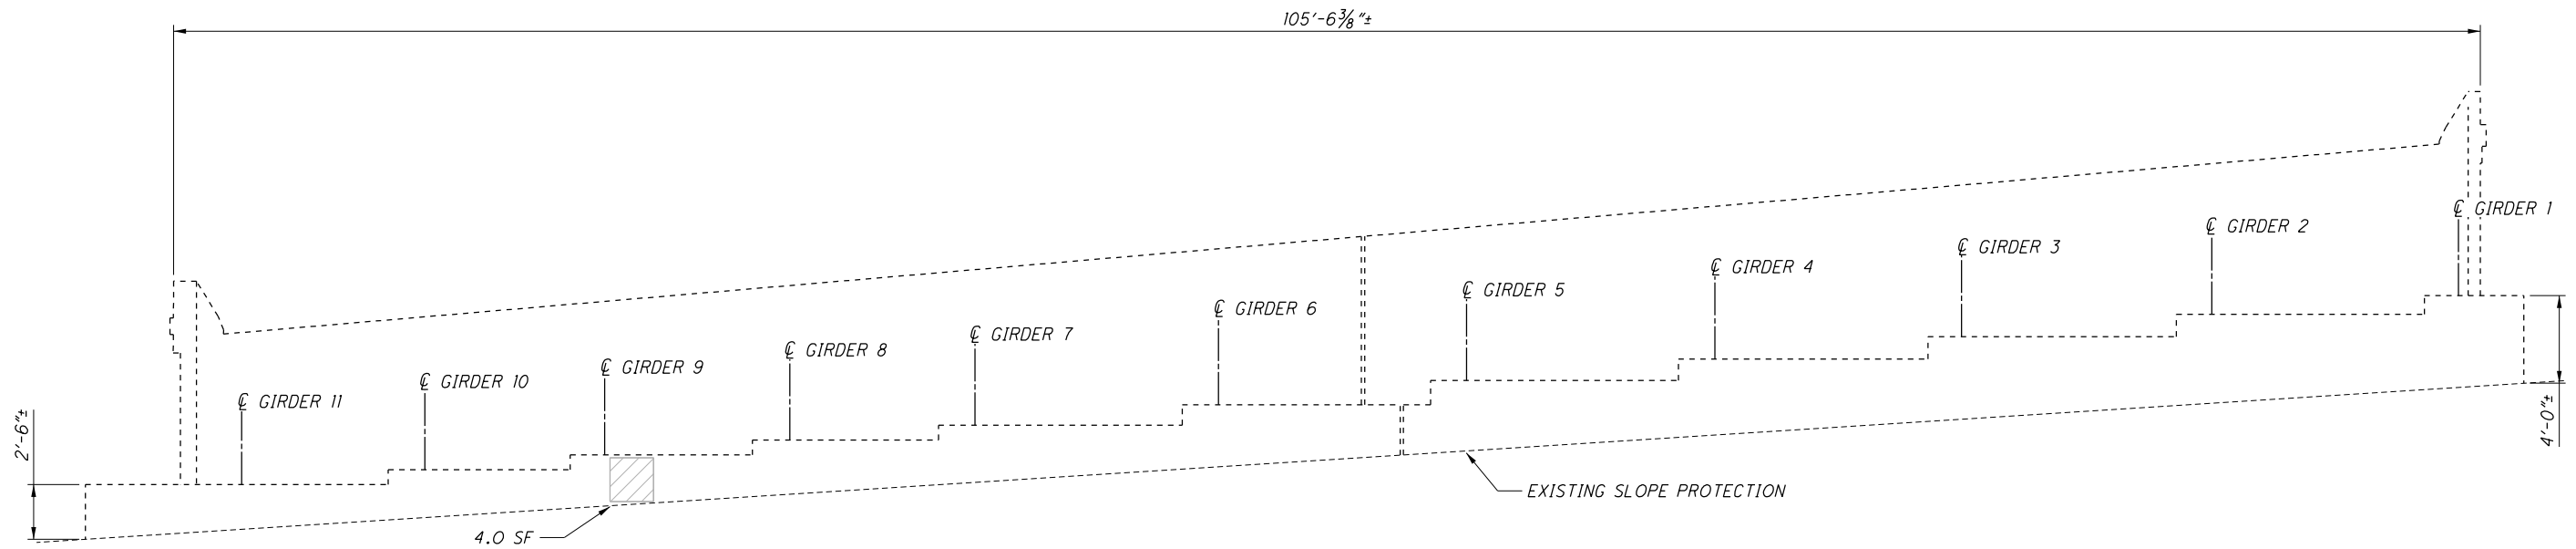 105'-6⅜"±
℄ GIRDER 1
℄ GIRDER 2
℄ GIRDER 3
℄ GIRDER 4
℄ GIRDER 5
℄ GIRDER 6
℄ GIRDER 7
℄ GIRDER 8
℄ GIRDER 9
℄ GIRDER 10
℄ GIRDER 11
2'-6"±
4'-0"±
EXISTING SLOPE PROTECTION
4.0 SF